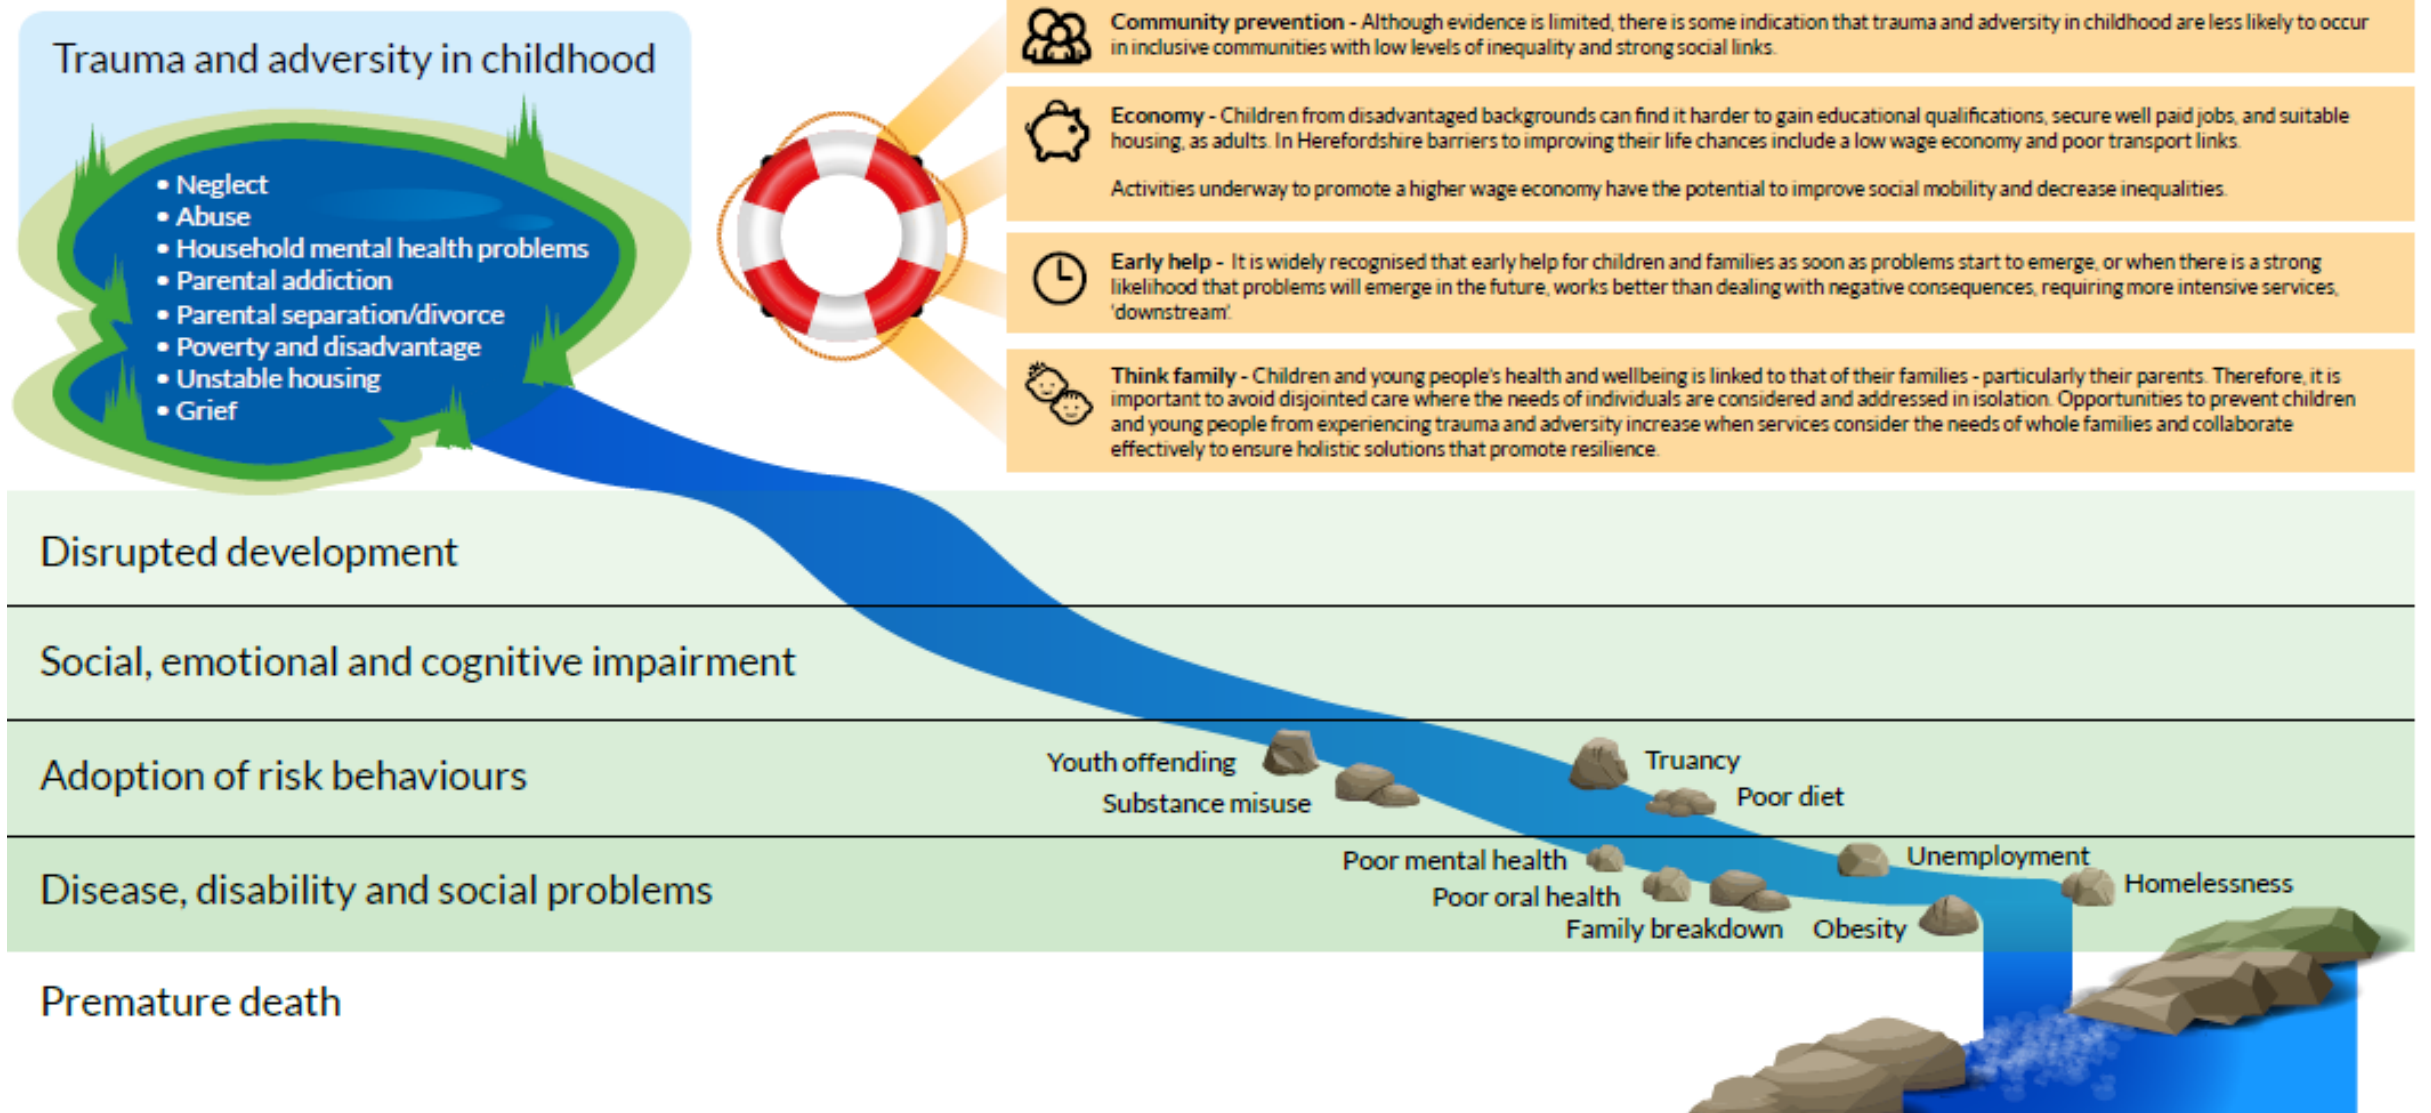 Trauma and adversity in childhood
• Neglect
• Abuse
• Household mental health problems
• Parental addiction
• Parental separation/divorce
• Poverty and disadvantage
• Unstable housing
• Grief
Community prevention - Although evidence is limited, there is some indication that trauma and adversity in childhood are less likely to occur
in inclusive communities with low levels of inequality and strong social links.
Economy - Children from disadvantaged backgrounds can find it harder to gain educational qualifications, secure well paid jobs, and suitable
housing, as adults. In Herefordshire barriers to improving their life chances include a low wage economy and poor transport links.
Activities underway to promote a higher wage economy have the potential to improve social mobility and decrease inequalities.
Early help - It is widely recognised that early help for children and families as soon as problems start to emerge, or when there is a strong
likelihood that problems will emerge in the future, works better than dealing with negative consequences, requiring more intensive services,
'downstream'.
Think family - Children and young people's health and wellbeing is linked to that of their families - particularly their parents. Therefore, it is
important to avoid disjointed care where the needs of individuals are considered and addressed in isolation. Opportunities to prevent children
and young people from experiencing trauma and adversity increase when services consider the needs of whole families and collaborate
effectively to ensure holistic solutions that promote resilience.
Disrupted development
Social, emotional and cognitive impairment
Adoption of risk behaviours
Youth offending
Substance misuse
Truancy
Poor diet
Disease, disability and social problems
Poor mental health
Poor oral health
Family breakdown
Obesity
Unemployment
Homelessness
Premature death